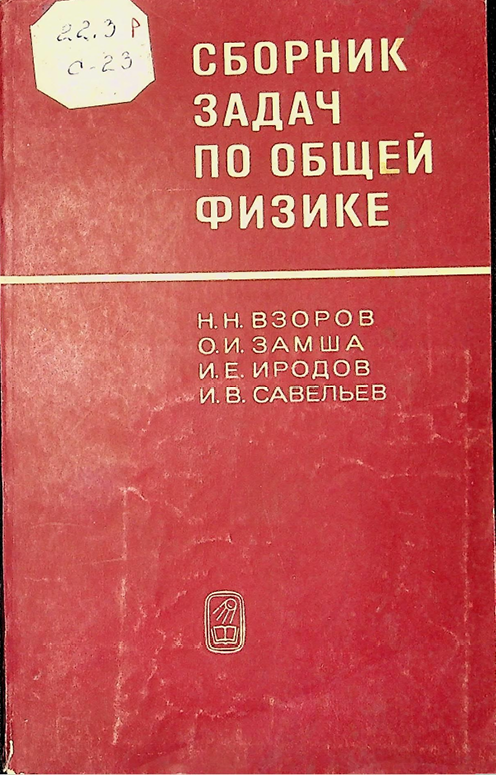 22.3 Р
С-23
СБОРНИК
ЗАДАЧ
ПО ОБЩЕЙ
ФИЗИКЕ
Н. Н. ВЗОРОВ
О. И. ЗАМША
И. Е. ИРОДОВ
И. В. САВЕЛЬЕВ